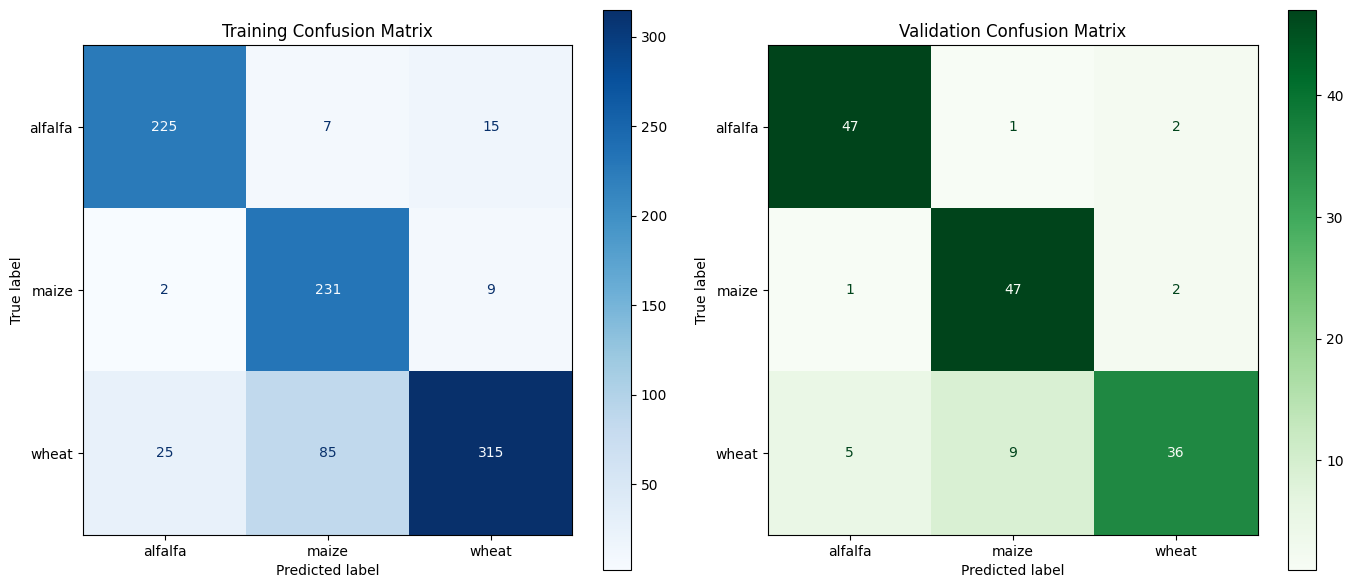 Training Confusion Matrix
alfalfa 225 7 15
maize 2 231 9
wheat 25 85 315
True label
alfalfa maize wheat
Predicted label
300
250
200
150
100
50
Validation Confusion Matrix
alfalfa 47 1 2
maize 1 47 2
wheat 5 9 36
True label
alfalfa maize wheat
Predicted label
40
30
20
10